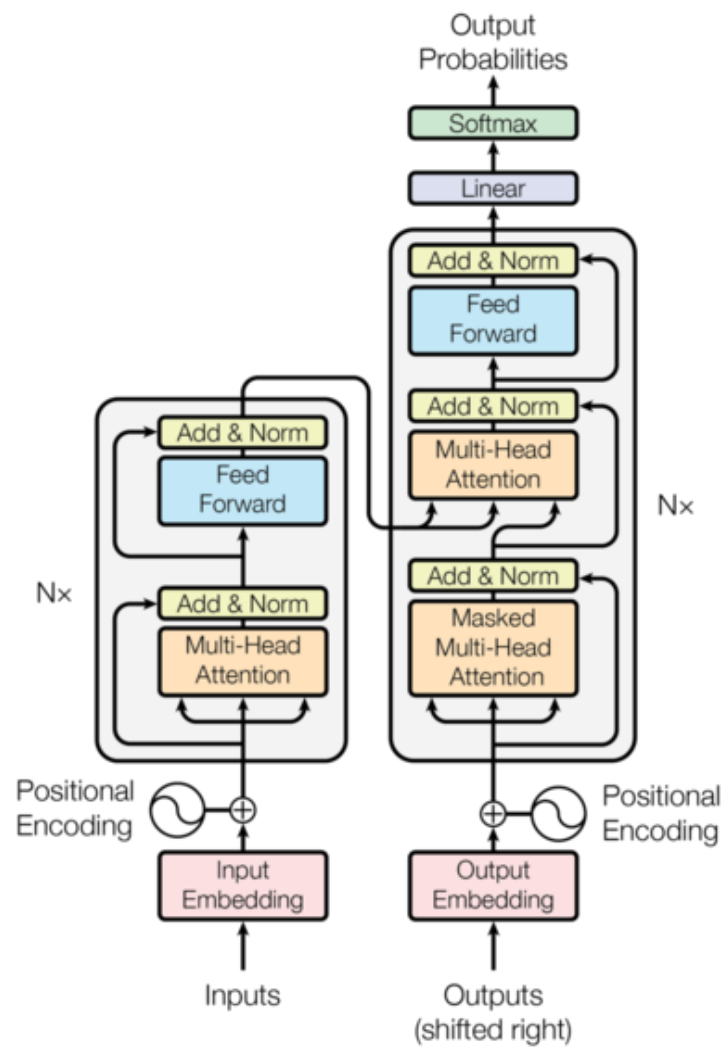 Output
Probabilities
Softmax
Linear
Add & Norm
Feed
Forward
Add & Norm
Multi-Head
Attention
Add & Norm
Masked
Multi-Head
Attention
N×
Add & Norm
Feed
Forward
Add & Norm
Multi-Head
Attention
N×
Positional
Encoding
Positional
Encoding
Input
Embedding
Output
Embedding
Inputs
Outputs
(shifted right)